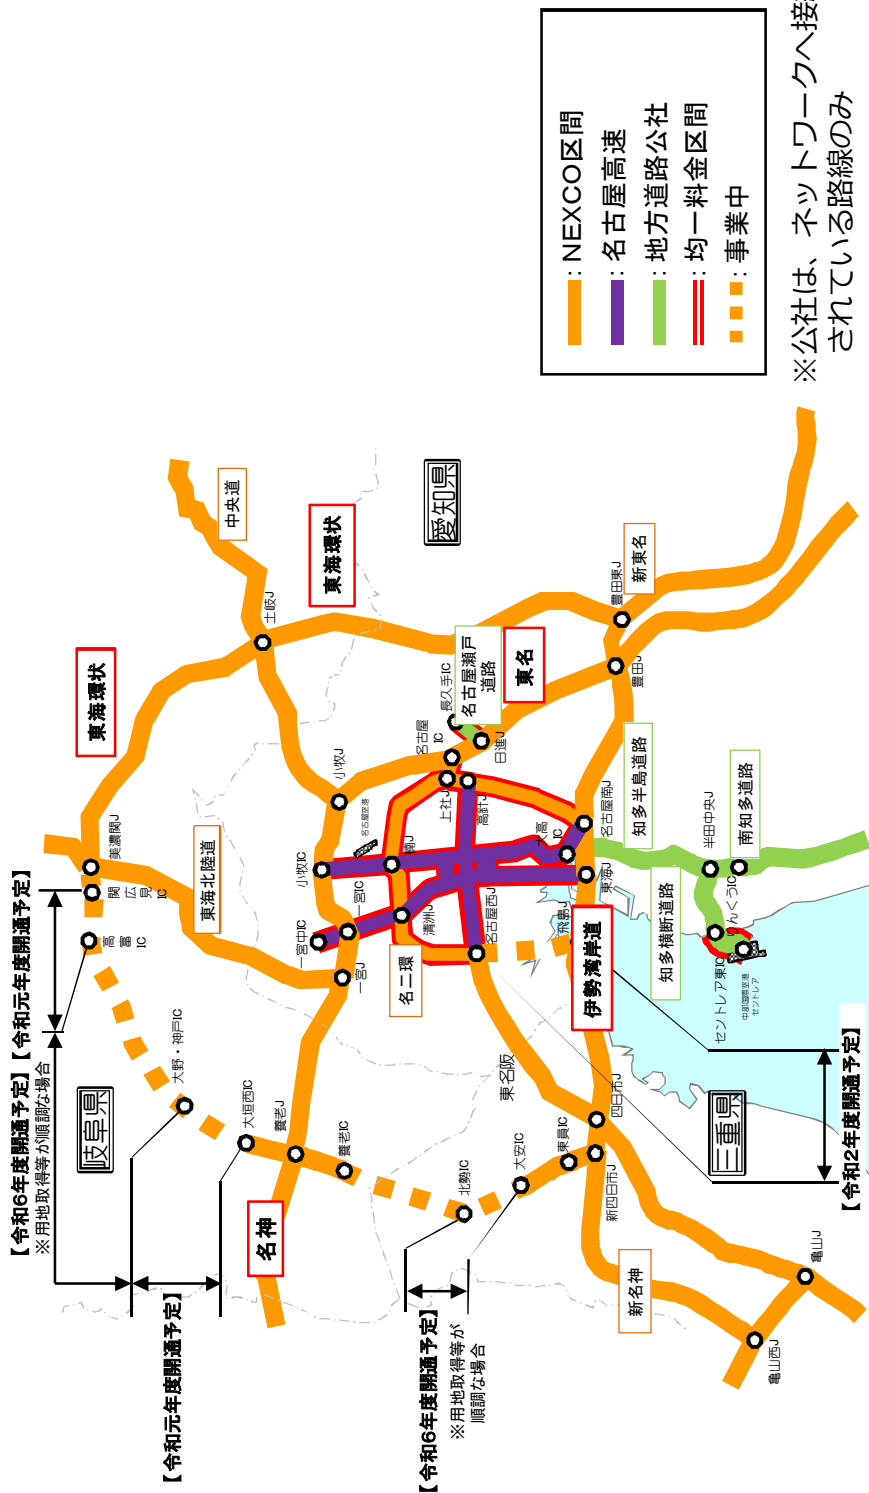 【令和6年度開通予定】
※用地取得等が順調な場合
【令和元年度開通予定】
【令和元年度開通予定】
【令和6年度開通予定】
※用地取得等が
順調な場合
【令和2年度開通予定】
岐阜県
愛知県
三重県
東海環状
東海環状
中央道
東海北陸道
名神
名二環
東名
名古屋瀬戸
道路
新東名
伊勢湾岸道
東名阪
新名神
知多半島道路
知多横断道路
南知多道路
美濃関J
関
広
見
IC
高富
IC
大野・神戸IC
大垣西IC
養老J
養老IC
北勢IC
大安IC
東員IC
新四日市J
四日市J
亀山J
亀山西J
土岐J
小牧J
小牧IC
名古屋空港
一宮中IC
一宮IC
一宮J
清洲J
楠J
名古屋
IC
長久手IC
日進J
上社J
高針J
名古屋西J
飛島J
大高
IC
名古屋南J
東海J
豊田東J
豊田J
半田中央J
りんくうIC
セントレア東IC
中部国際空港
セントレア
:NEXCO区間
:名古屋高速
:地方道路公社
:均一料金区間
:事業中
※公社は、ネットワークへ接
されている路線のみ